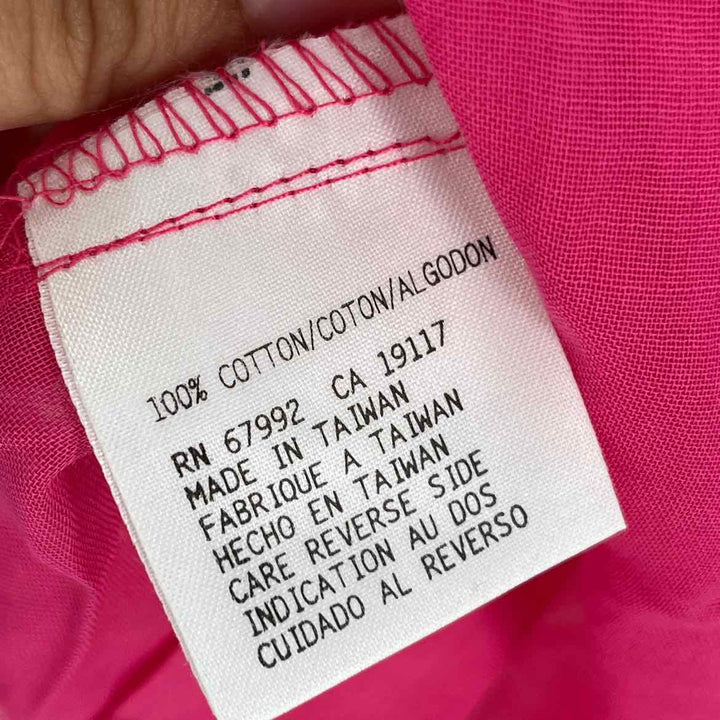 100% COTTON/COTON/ALGODON
RN 67992 CA 19117
MADE IN TAIWAN
FABRIQUE A TAIWAN
HECHO EN TAIWAN
CARE REVERSE SIDE
INDICATION AU DOS
CUIDADO AL REVERSO